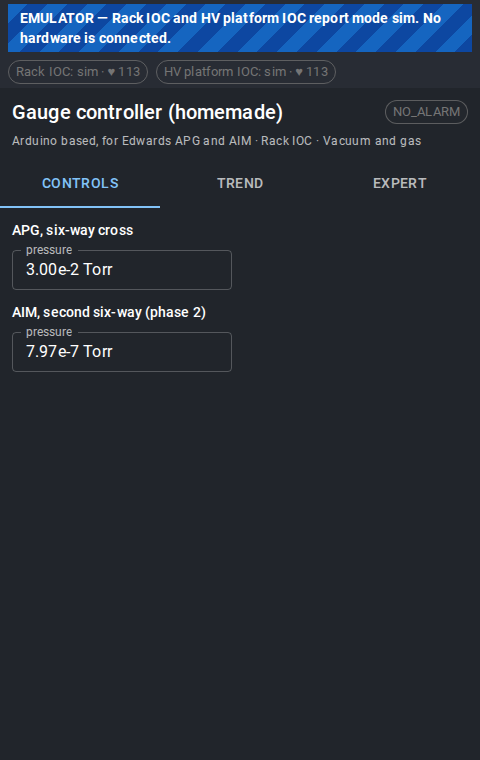 EMULATOR — Rack IOC and HV platform IOC report mode sim. No
hardware is connected.
Rack IOC: sim · ♥ 113
HV platform IOC: sim · ♥ 113
Gauge controller (homemade)
NO_ALARM
Arduino based, for Edwards APG and AIM · Rack IOC · Vacuum and gas
CONTROLS
TREND
EXPERT
APG, six-way cross
pressure
3.00e-2 Torr
AIM, second six-way (phase 2)
pressure
7.97e-7 Torr